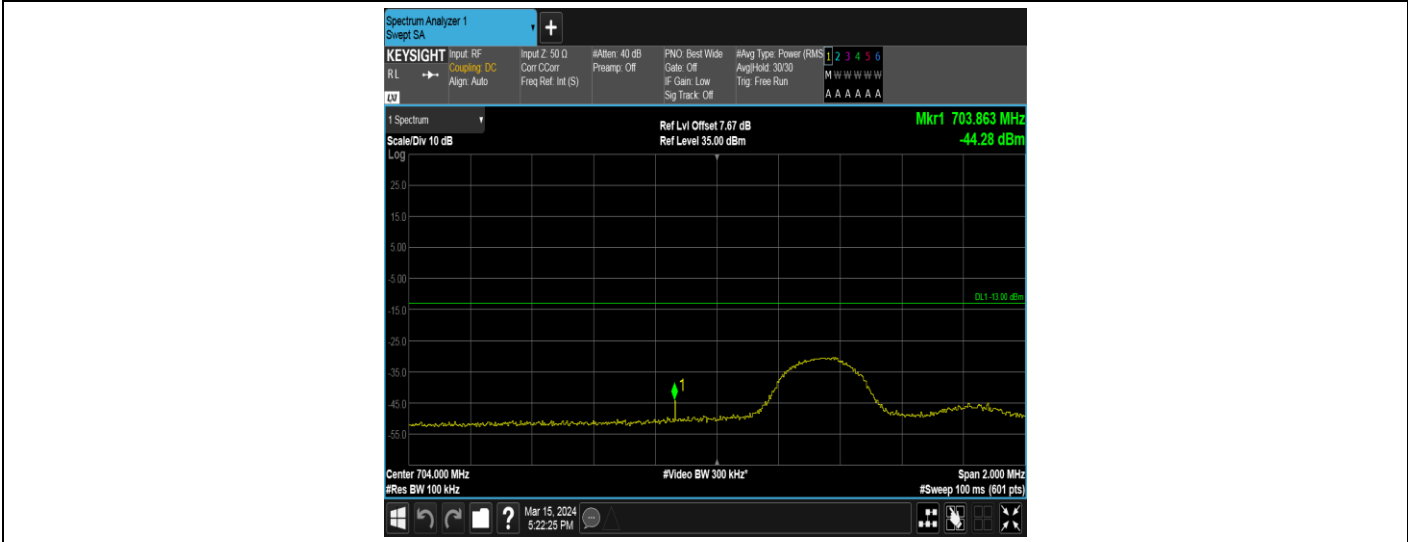 Spectrum Analyzer 1
Swept SA
+
KEYSIGHT
RL
LXI
Input: RF
Coupling: DC
Align: Auto
Input Z: 50 Ω
Corr CCorr
Freq Ref: Int (S)
#Atten: 40 dB
Preamp: Off
PNO: Best Wide
Gate: Off
IF Gain: Low
Sig Track: Off
#Avg Type: Power (RMS
Avg|Hold: 30/30
Trig: Free Run
1 2 3 4 5 6
M W W W W W
A A A A A A
1 Spectrum
Scale/Div 10 dB
Ref Lvl Offset 7.67 dB
Ref Level 35.00 dBm
Mkr1 703.863 MHz
-44.28 dBm
Log
25.0
15.0
5.00
-5.00
DL1 -13.00 dBm
-15.0
-25.0
-35.0
1
-45.0
-55.0
Center 704.000 MHz
#Video BW 300 kHz*
Span 2.000 MHz
#Res BW 100 kHz
#Sweep 100 ms (601 pts)
?
Mar 15, 2024
5:22:25 PM